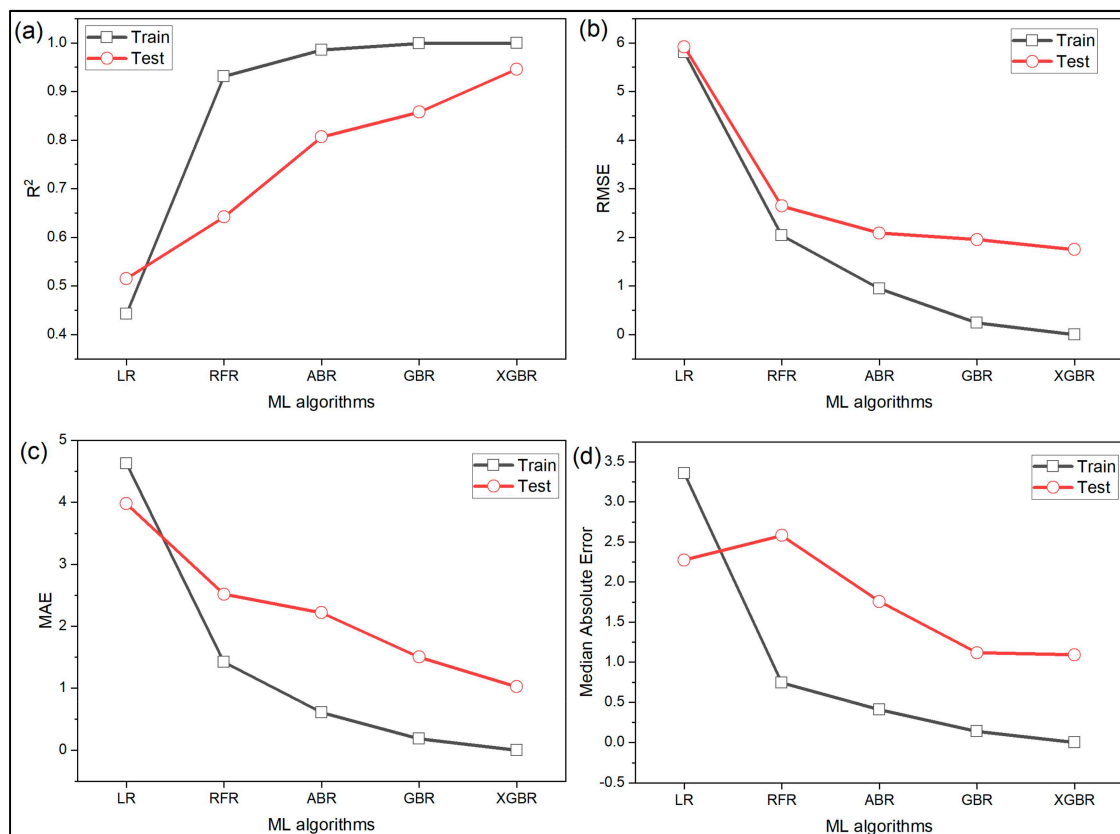 (a)
Train
Test
1.0
0.9
0.8
0.7
0.6
0.5
0.4
R²
LR RFR ABR GBR XGBR
ML algorithms
(b)
Train
Test
6
5
4
3
2
1
0
RMSE
LR RFR ABR GBR XGBR
ML algorithms
(c)
Train
Test
5
4
3
2
1
0
MAE
LR RFR ABR GBR XGBR
ML algorithms
(d)
Train
Test
3.5
3.0
2.5
2.0
1.5
1.0
0.5
0.0
-0.5
Median Absolute Error
LR RFR ABR GBR XGBR
ML algorithms